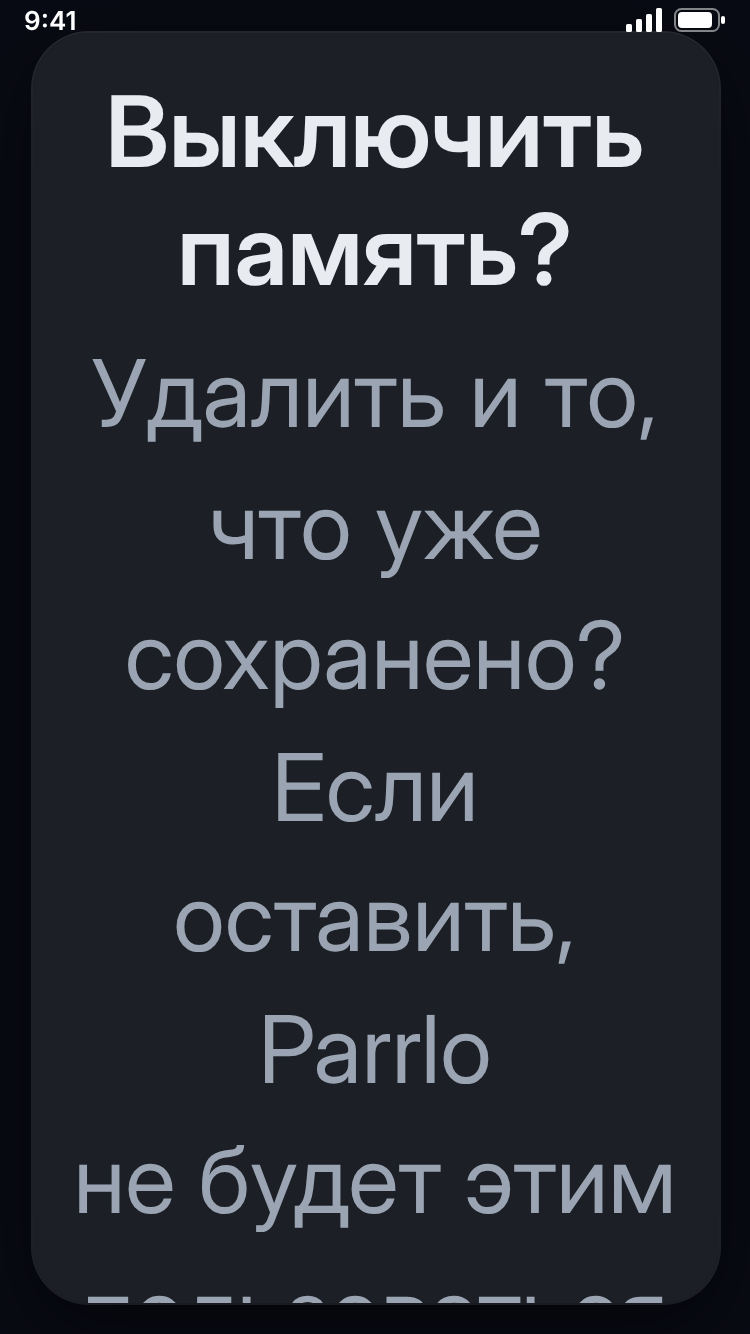 9:41
Выключить
память?
Удалить и то,
что уже
сохранено?
Если
оставить,
Parrlo
не будет этим